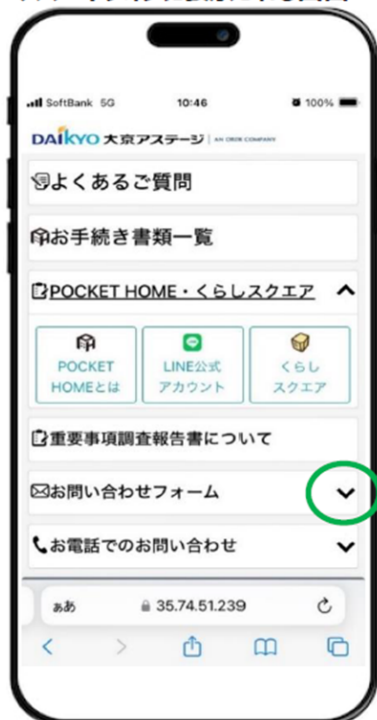 SoftBank 5G 10:46 100%
DAIKYO 大京アステージ AN ORIX COMPANY
よくあるご質問
お手続き書類一覧
POCKET HOME・くらしスクエア
POCKET
HOMEとは
LINE公式
アカウント
くらし
スクエア
重要事項調査報告書について
お問い合わせフォーム
お電話でのお問い合わせ
ああ 35.74.51.239